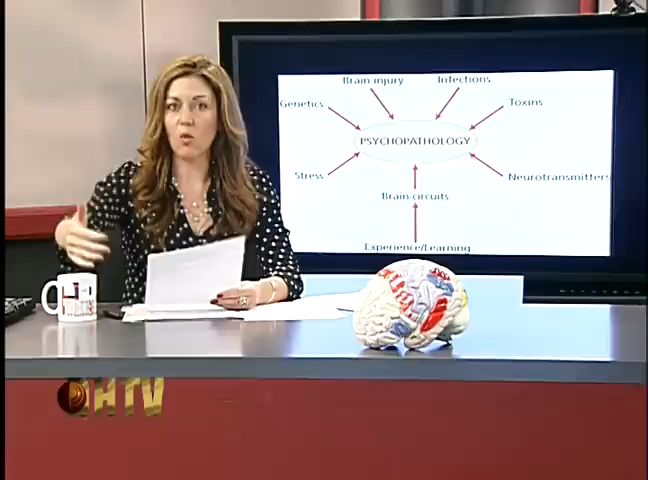 Brain injury
Infections
Genetics
Toxins
PSYCHOPATHOLOGY
Stress
Neurotransmitters
Brain circuits
Experience/Learning
HTV